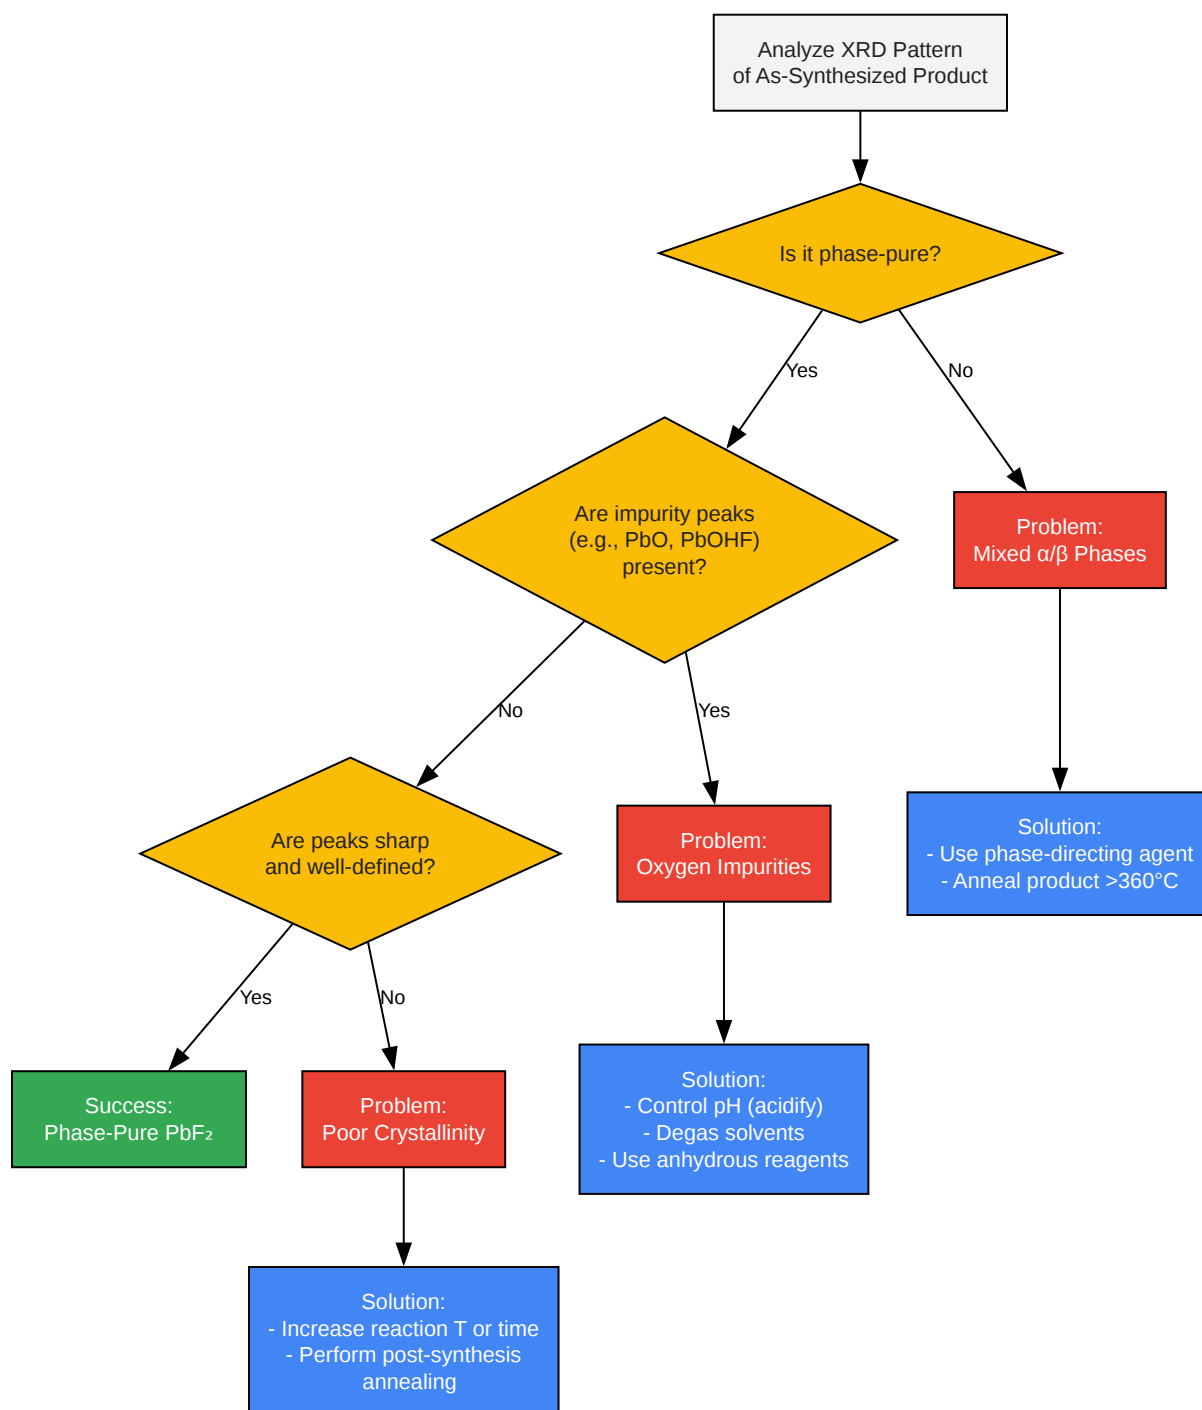 Analyze XRD Pattern
of As-Synthesized Product
Is it phase-pure?
Yes
No
Are impurity peaks
(e.g., PbO, PbOHF)
present?
Problem:
Mixed α/β Phases
No
Yes
Are peaks sharp
and well-defined?
Problem:
Oxygen Impurities
Solution:
- Use phase-directing agent
- Anneal product >360°C
Yes
No
Success:
Phase-Pure PbF₂
Problem:
Poor Crystallinity
Solution:
- Control pH (acidify)
- Degas solvents
- Use anhydrous reagents
Solution:
- Increase reaction T or time
- Perform post-synthesis
annealing